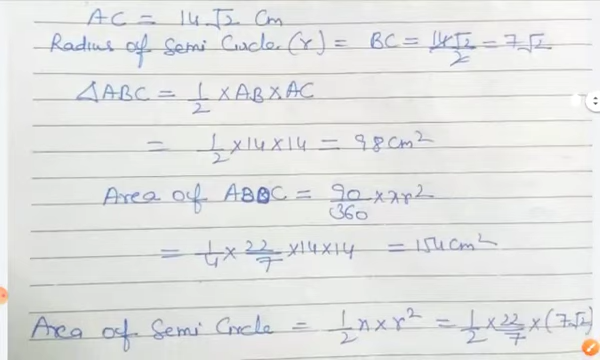 AC = 14√2 cm
Radius of Semi Circle (r) = BC = 14√2/2 = 7√2
△ABC = 1/2 × AB × AC
= 1/2 × 14 × 14 = 98 cm²
Area of ABDC = 90/360 × πr²
= 1/4 × 22/7 × 14 × 14 = 154 cm²
Area of Semi Circle = 1/2 π × r² = 1/2 × 22/7 × (7√2)